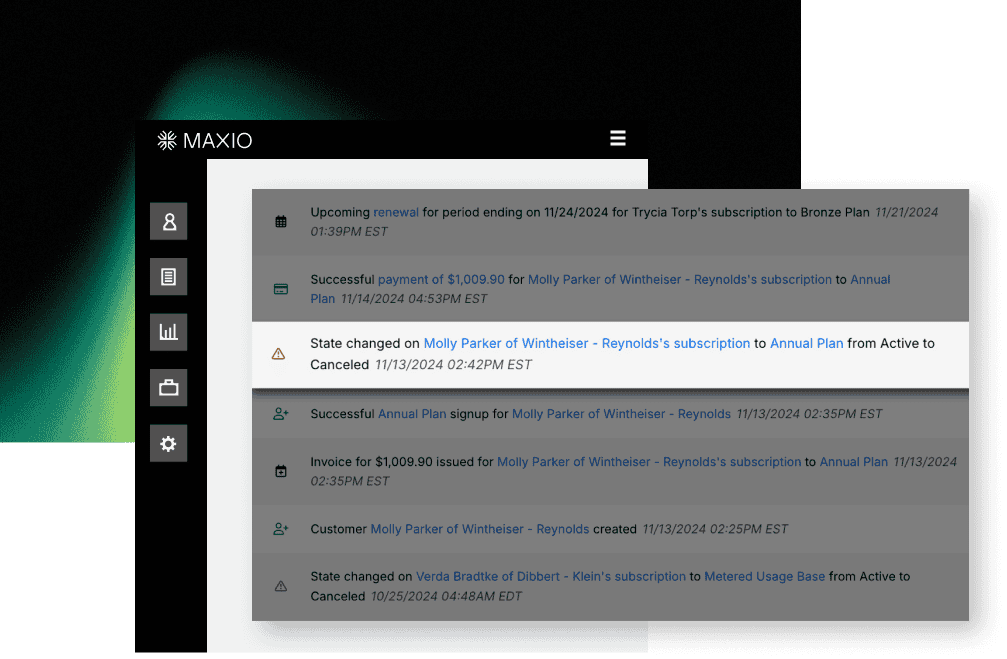 MAXIO
Upcoming renewal for period ending on 11/24/2024 for Trycia Torp's subscription to Bronze Plan 11/21/2024
01:39PM EST
Successful payment of $1,009.90 for Molly Parker of Wintheiser - Reynolds's subscription to Annual
Plan 11/14/2024 04:53PM EST
State changed on Molly Parker of Wintheiser - Reynolds's subscription to Annual Plan from Active to
Canceled 11/13/2024 02:42PM EST
Successful Annual Plan signup for Molly Parker of Wintheiser - Reynolds 11/13/2024 02:35PM EST
Invoice for $1,009.90 issued for Molly Parker of Wintheiser - Reynolds's subscription to Annual Plan 11/13/2024
02:35PM EST
Customer Molly Parker of Wintheiser - Reynolds created 11/13/2024 02:25PM EST
State changed on Verda Bradtke of Dibbert - Klein's subscription to Metered Usage Base from Active to
Canceled 10/25/2024 04:48AM EDT